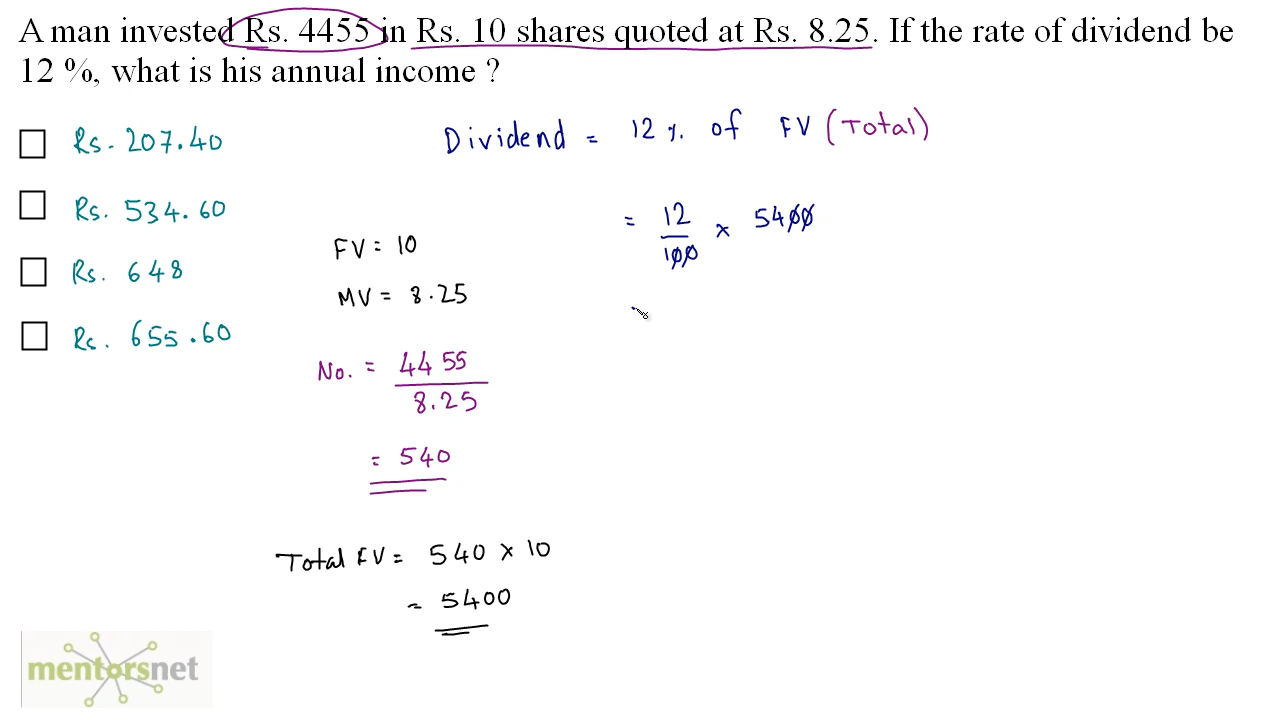 A man invested Rs. 4455 in Rs. 10 shares quoted at Rs. 8.25. If the rate of dividend be
12 %, what is his annual income ?
Rs. 207.40
Rs. 534.60
Rs. 648
Rs. 655.60
FV = 10
MV = 8.25
No. = 4455
8.25
= 540
Total FV = 540 x 10
= 5400
Dividend = 12 % of FV (Total)
= 12
100
x 5400
mentorsnet